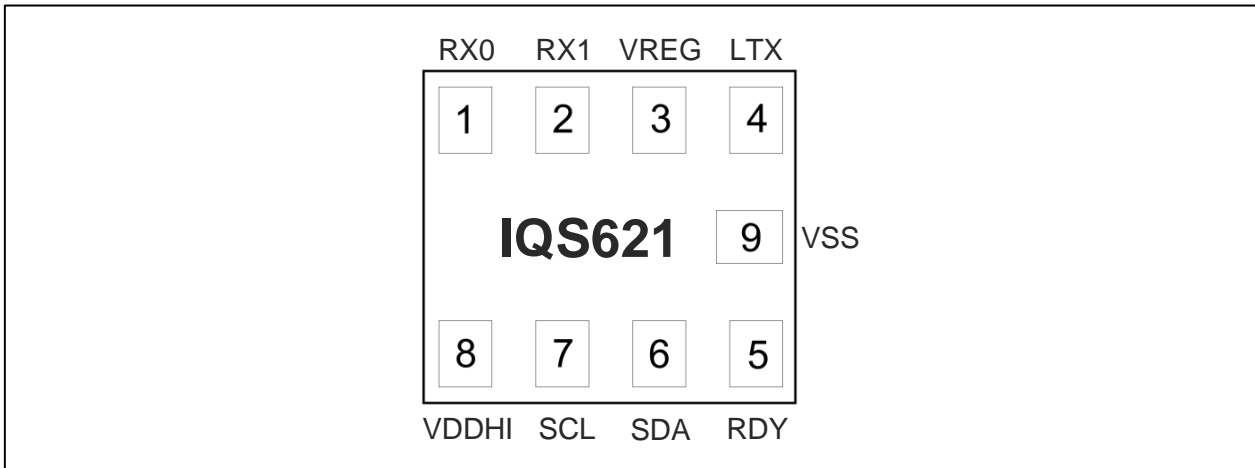 RX0 RX1 VREG LTX
1 2 3 4
IQS621 9 VSS
8 7 6 5
VDDHI SCL SDA RDY